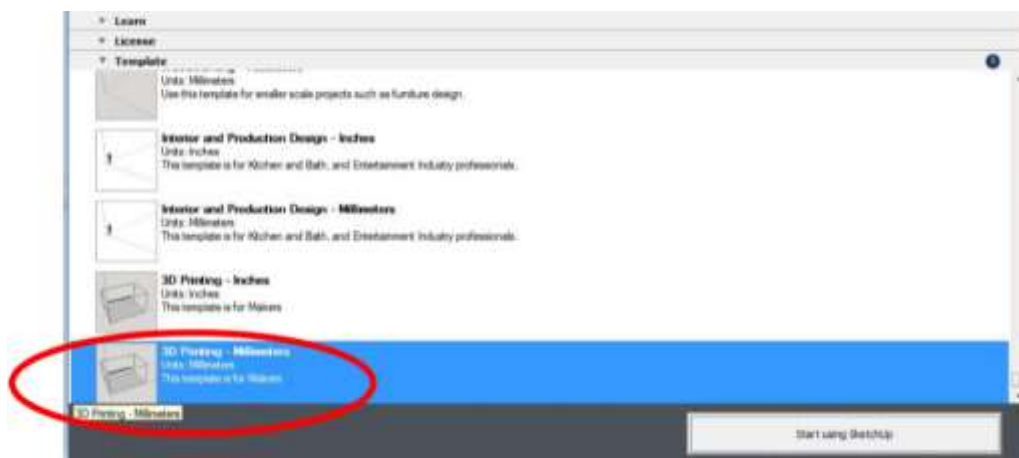 Learn
License
Template
Units: Millimeters
Use this template for smaller scale projects such as furniture design.
Interior and Production Design - Inches
Units: Inches
This template is for Kitchen and Bath, and Entertainment Industry professionals.
Interior and Production Design - Millimeters
Units: Millimeters
This template is for Kitchen and Bath, and Entertainment Industry professionals.
3D Printing - Inches
Units: Inches
This template is for Makers
3D Printing - Millimeters
Units: Millimeters
This template is for Makers
3D Printing - Millimeters
Start using SketchUp